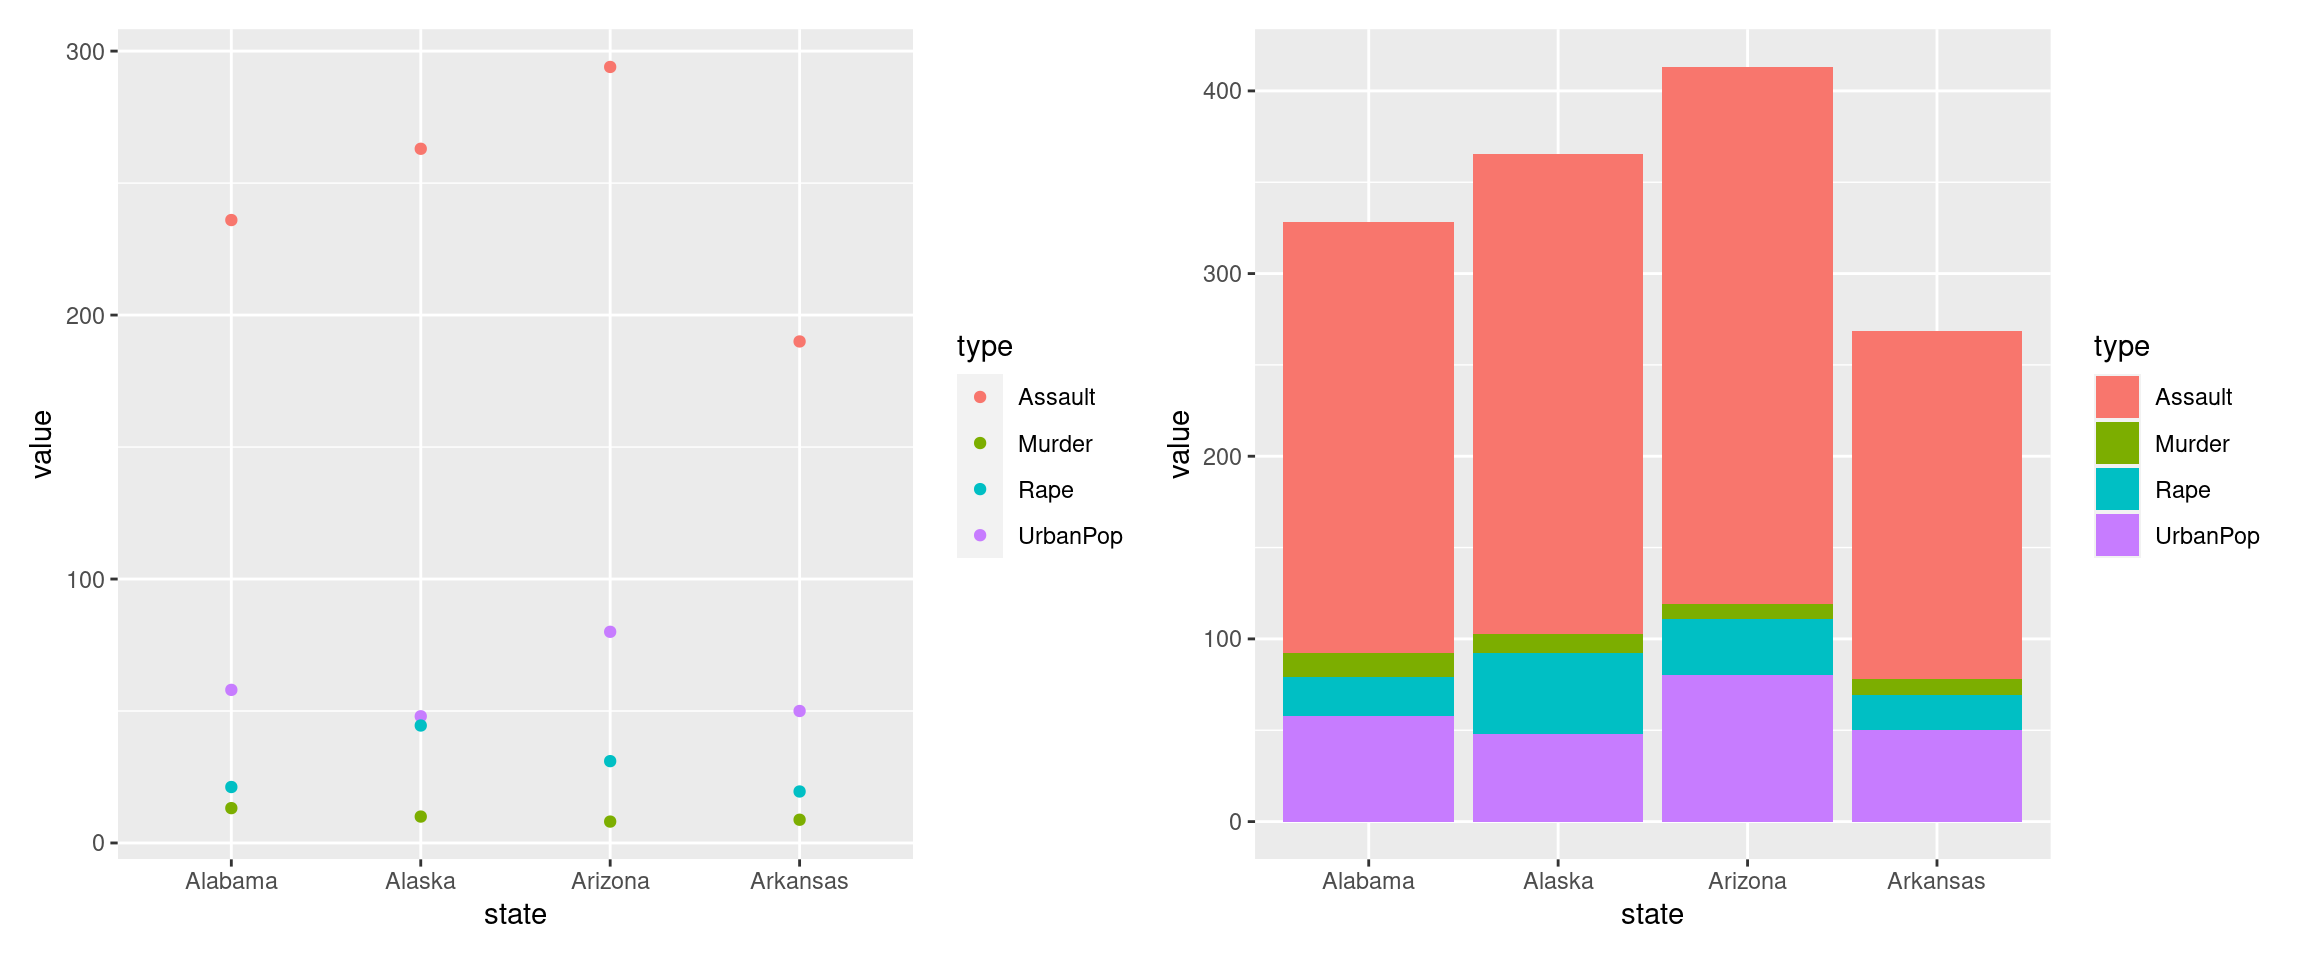 300
200
100
0
value
Alabama
Alaska
Arizona
Arkansas
state
type
Assault
Murder
Rape
UrbanPop
400
300
200
100
0
value
Alabama
Alaska
Arizona
Arkansas
state
type
Assault
Murder
Rape
UrbanPop